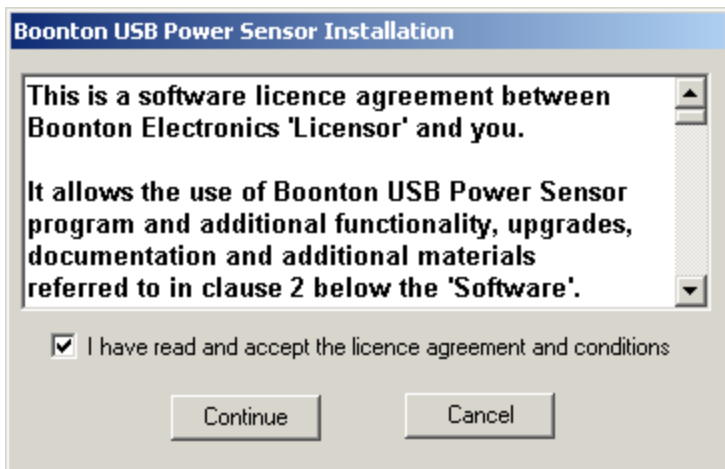 Boonton USB Power Sensor Installation
This is a software licence agreement between
Boonton Electronics 'Licensor' and you.
It allows the use of Boonton USB Power Sensor
program and additional functionality, upgrades,
documentation and additional materials
referred to in clause 2 below the 'Software'.
I have read and accept the licence agreement and conditions
Continue
Cancel